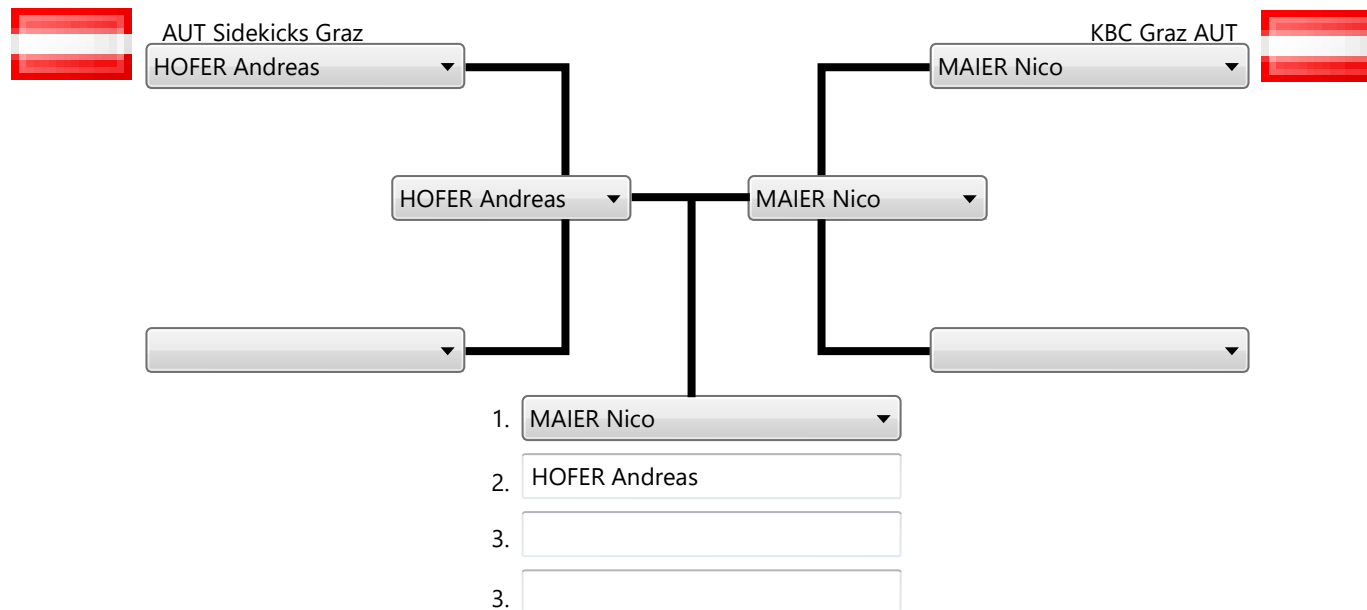 AUT Sidekicks Graz
KBC Graz AUT
HOFER Andreas
MAIER Nico
HOFER Andreas
MAIER Nico
1. MAIER Nico
2. HOFER Andreas
3.
3.